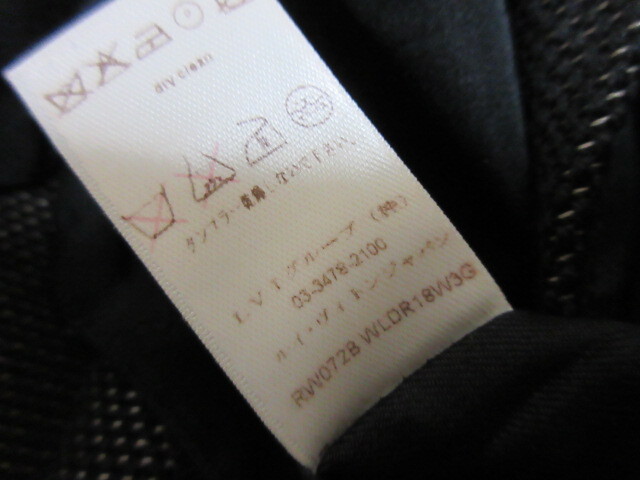 dry clean
タンブラー乾燥しないで下さい。
L.V.J.グループ（株）
03-3478-2100
ルイ・ヴィトンジャパン
RW072B WLDR18W3G